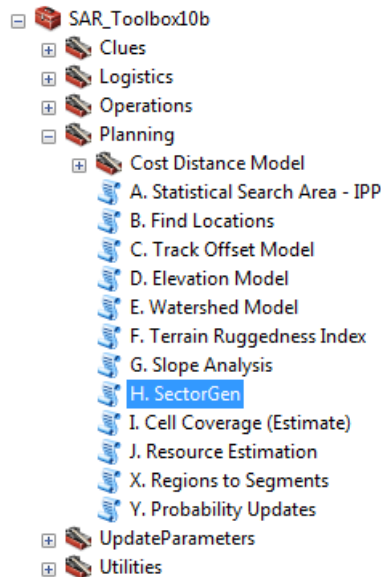 SAR_Toolbox10b
Clues
Logistics
Operations
Planning
Cost Distance Model
A. Statistical Search Area - IPP
B. Find Locations
C. Track Offset Model
D. Elevation Model
E. Watershed Model
F. Terrain Ruggedness Index
G. Slope Analysis
H. SectorGen
I. Cell Coverage (Estimate)
J. Resource Estimation
X. Regions to Segments
Y. Probability Updates
UpdateParameters
Utilities